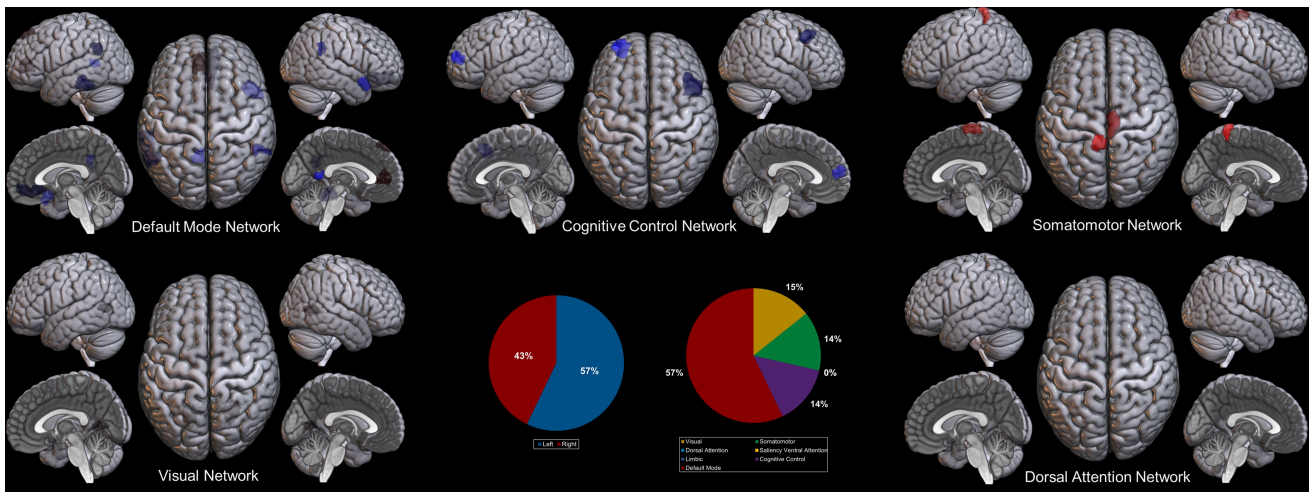 Default Mode Network
Cognitive Control Network
Somatomotor Network
15%
14%
0%
14%
57%
43%
57%
Left Right
Visual Somatomotor
Dorsal Attention Saliency Ventral Attention
Limbic Cognitive Control
Default Mode
Visual Network
Dorsal Attention Network